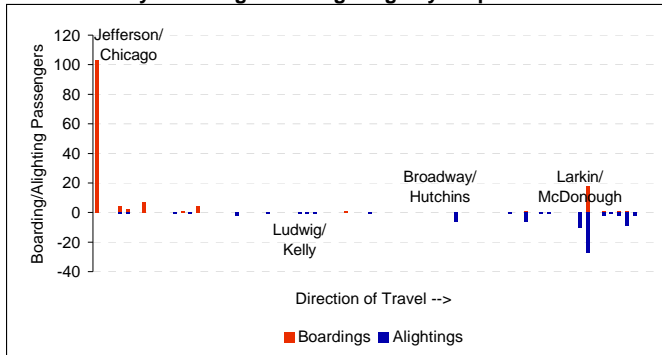 Boarding/Alighting Passengers
120
100
80
60
40
20
0
-20
-40
Jefferson/
Chicago
Ludwig/
Kelly
Broadway/
Hutchins
Larkin/
McDonough
Direction of Travel -->
Boardings
Alightings